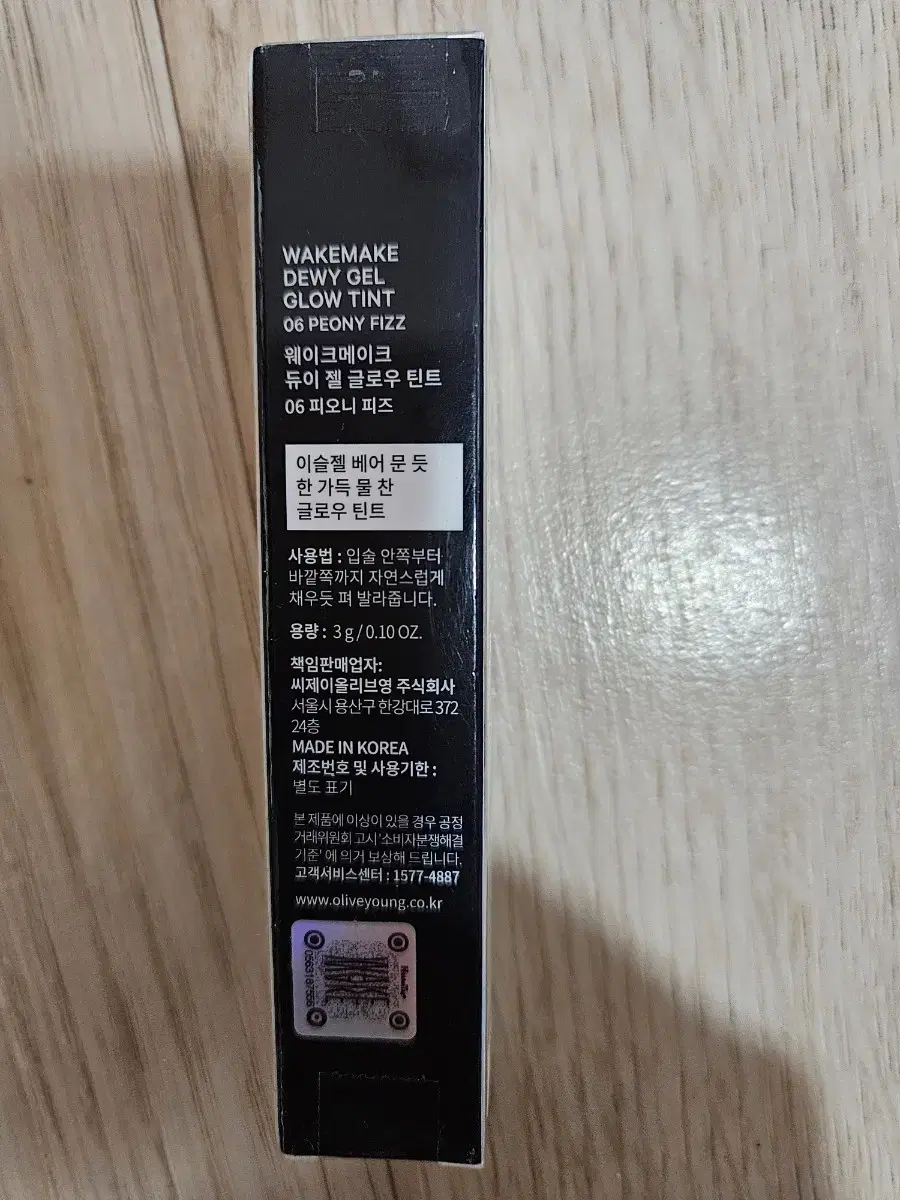 WAKEMAKE
DEWY GEL
GLOW TINT
06 PEONY FIZZ
웨이크메이크
듀이 젤 글로우 틴트
06 피오니 피즈
이슬젤 베어 문 듯
한 가득 물 찬
글로우 틴트
사용법 : 입술 안쪽부터
바깥쪽까지 자연스럽게
채우듯 펴 발라줍니다.
용량 : 3 g / 0.10 OZ.
책임판매업자:
씨제이올리브영 주식회사
서울시 용산구 한강대로 372
24층
MADE IN KOREA
제조번호 및 사용기한 :
별도 표기
본 제품에 이상이 있을 경우 공정
거래위원회 고시 '소비자분쟁해결
기준' 에 의거 보상해 드립니다.
고객서비스센터 : 1577-4887
www.oliveyoung.co.kr